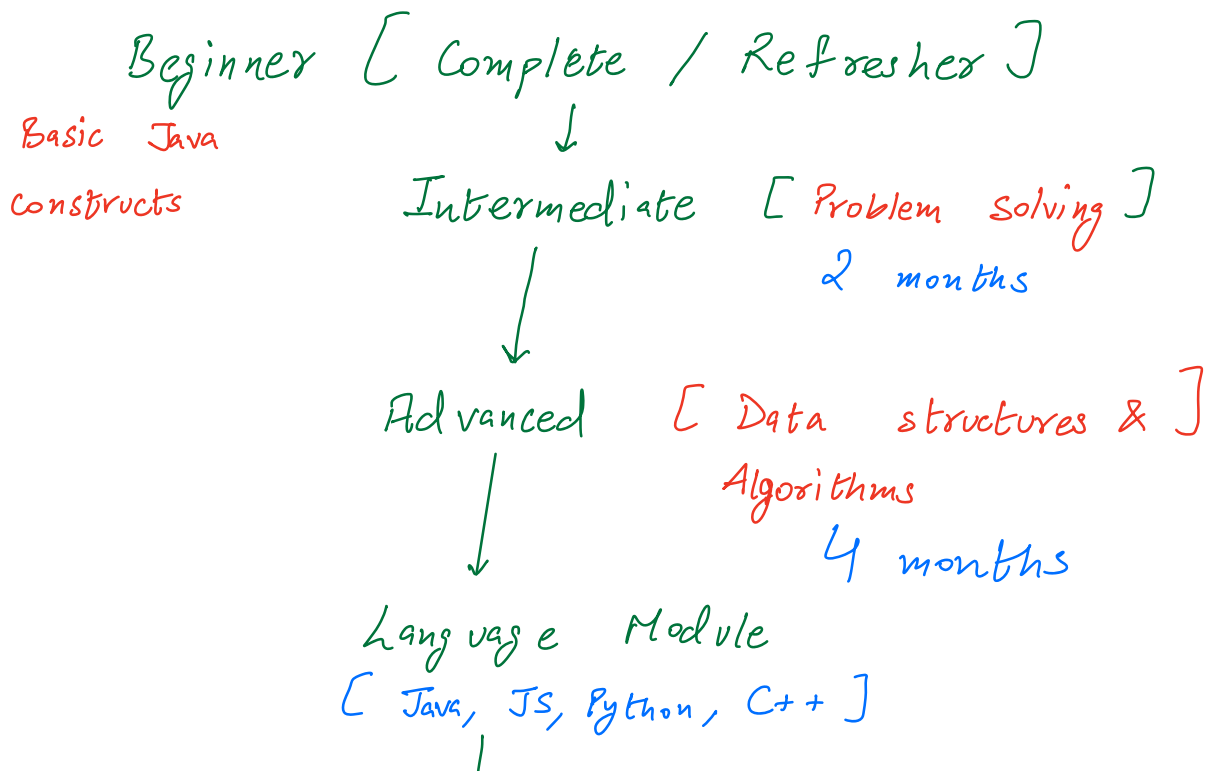 Beginner [ Complete / Refresher ]
Basic Java
constructs
Intermediate [ Problem solving ]
2 months
Advanced [ Data structures & ]
Algorithms
4 months
Language Module
[ Java, JS, Python, C++ ]